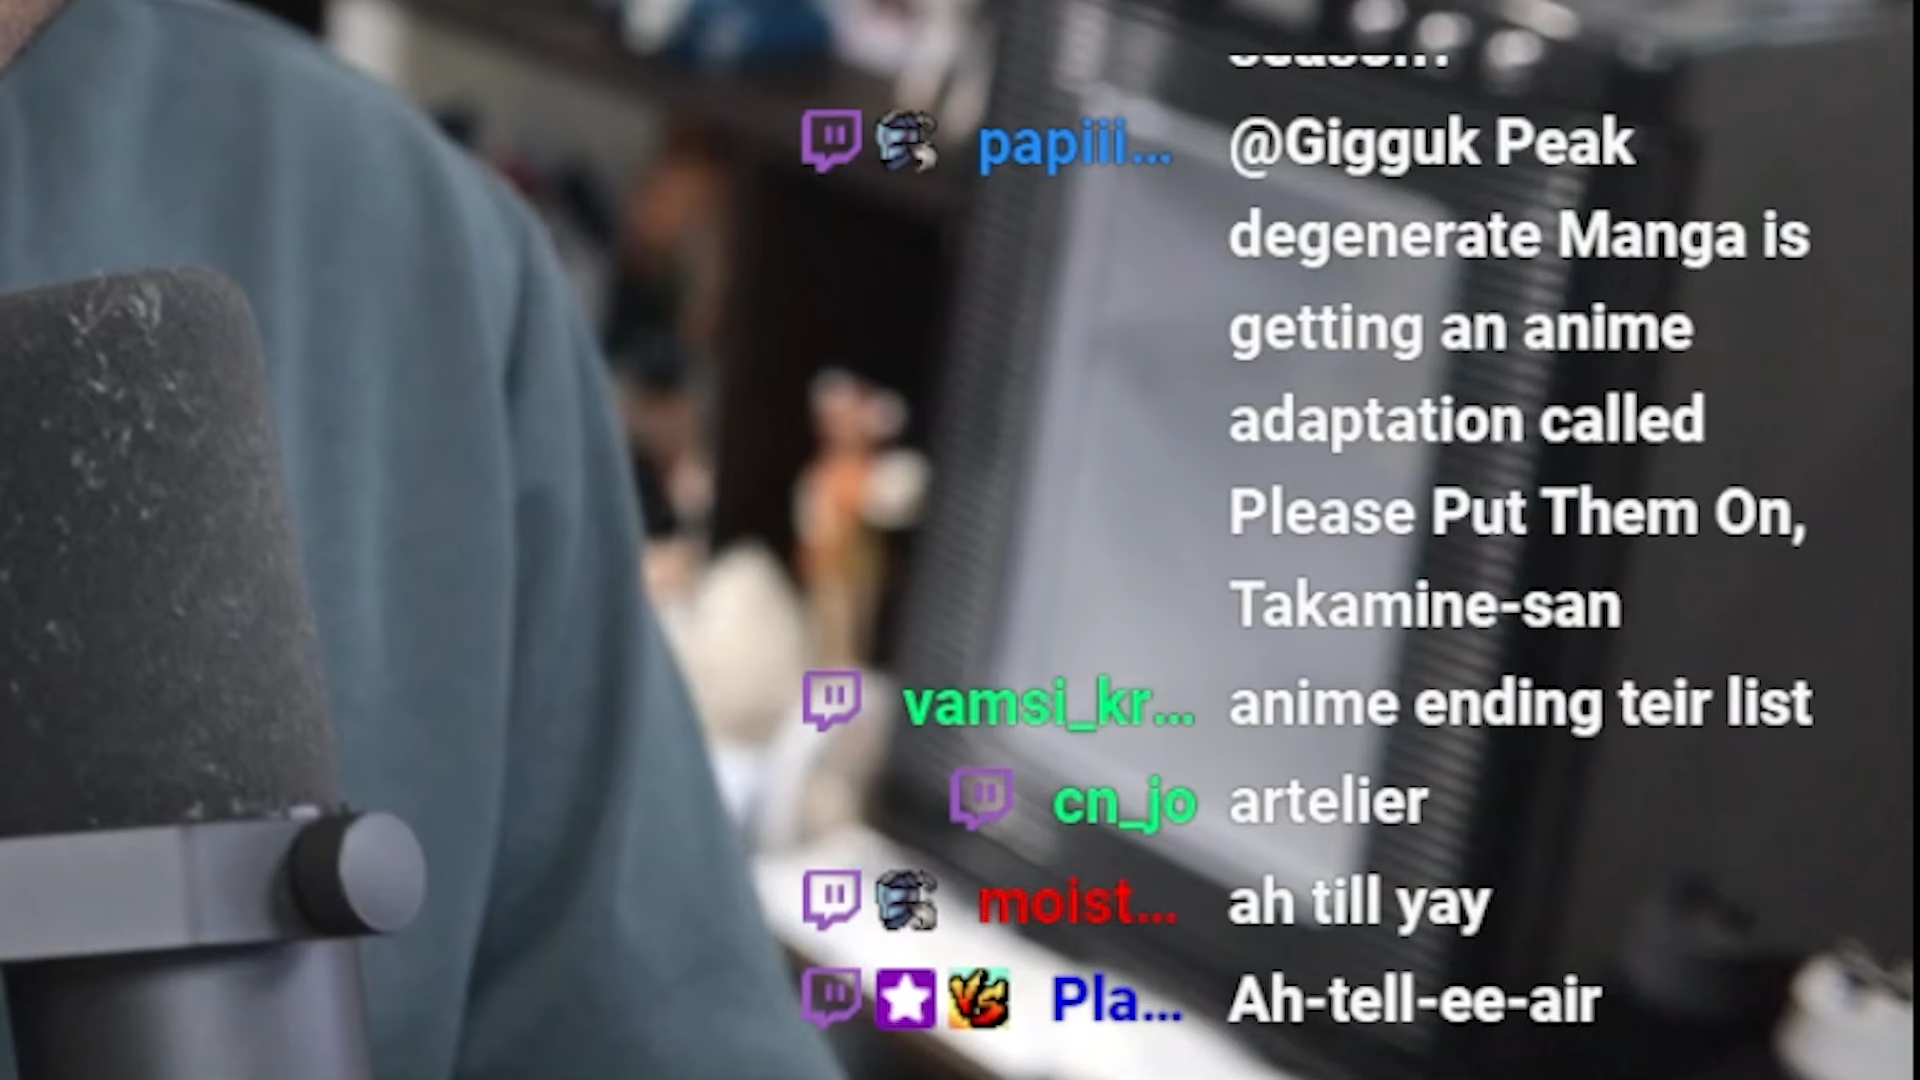 papiii... @Gigguk Peak
degenerate Manga is
getting an anime
adaptation called
Please Put Them On,
Takamine-san
vamsi_kr... anime ending teir list
cn_jo artelier
moist... ah till yay
VS Pla... Ah-tell-ee-air